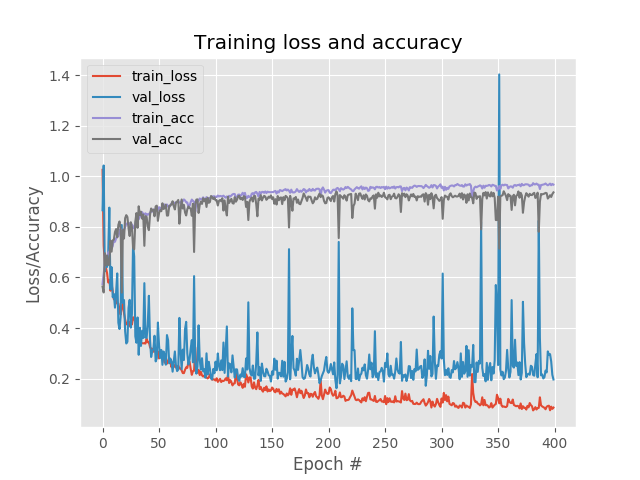 Training loss and accuracy
train_loss
val_loss
train_acc
val_acc
Loss/Accuracy
1.4
1.2
1.0
0.8
0.6
0.4
0.2
0 50 100 150 200 250 300 350 400
Epoch #